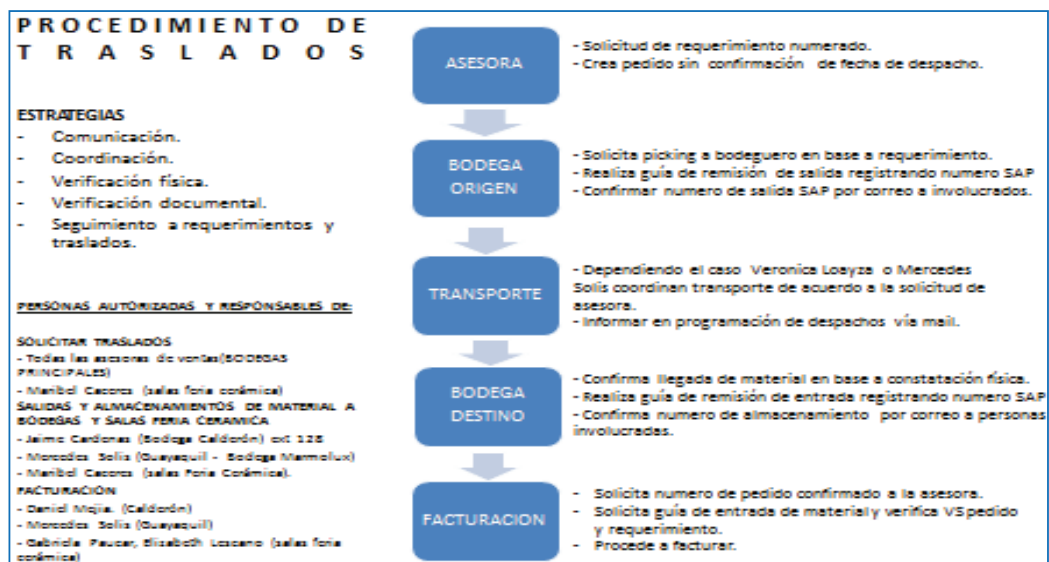 PROCEDIMIENTO DE
TRASLADOS
ESTRATEGIAS
- Comunicación.
- Coordinación.
- Verificación física.
- Verificación documental.
- Seguimiento a requerimientos y
traslados.
PERSONAS AUTORIZADAS Y RESPONSABLES DE:
SOLICITAR TRASLADOS
- Todas las asesoras de ventas(BODEGAS
PRINCIPALES)
- Maribel Caceres (salas feria cerámica)
SALIDAS Y ALMACENAMIENTOS DE MATERIAL A
BODEGAS Y SALAS FERIA CERAMICA
- Jaime Cardenas (Bodega Calderón) ext 128
- Mercedes Solis (Guayaquil - Bodega Marmolux)
- Maribel Caceres (salas Feria Cerámica).
FACTURACIÓN
- Daniel Mejia. (Calderón)
- Mercedes Solis (Guayaquil)
- Gabriela Paucar, Elizabeth Lescano (salas feria
cerámica)
ASESORA
- Solicitud de requerimiento numerado.
- Crea pedido sin confirmación de fecha de despacho.
BODEGA
ORIGEN
- Solicita picking a bodeguero en base a requerimiento.
- Realiza guía de remisión de salida registrando numero SAP
- Confirmar numero de salida SAP por correo a involucrados.
TRANSPORTE
- Dependiendo el caso Veronica Loayza o Mercedes
Solis coordinan transporte de acuerdo a la solicitud de
asesora.
- Informar en programación de despachos vía mail.
BODEGA
DESTINO
- Confirma llegada de material en base a constatación física.
- Realiza guía de remisión de entrada registrando numero SAP
- Confirma numero de almacenamiento por correo a personas
involucradas.
FACTURACION
- Solicita numero de pedido confirmado a la asesora.
- Solicita guía de entrada de material y verifica VS pedido
y requerimiento.
- Procede a facturar.